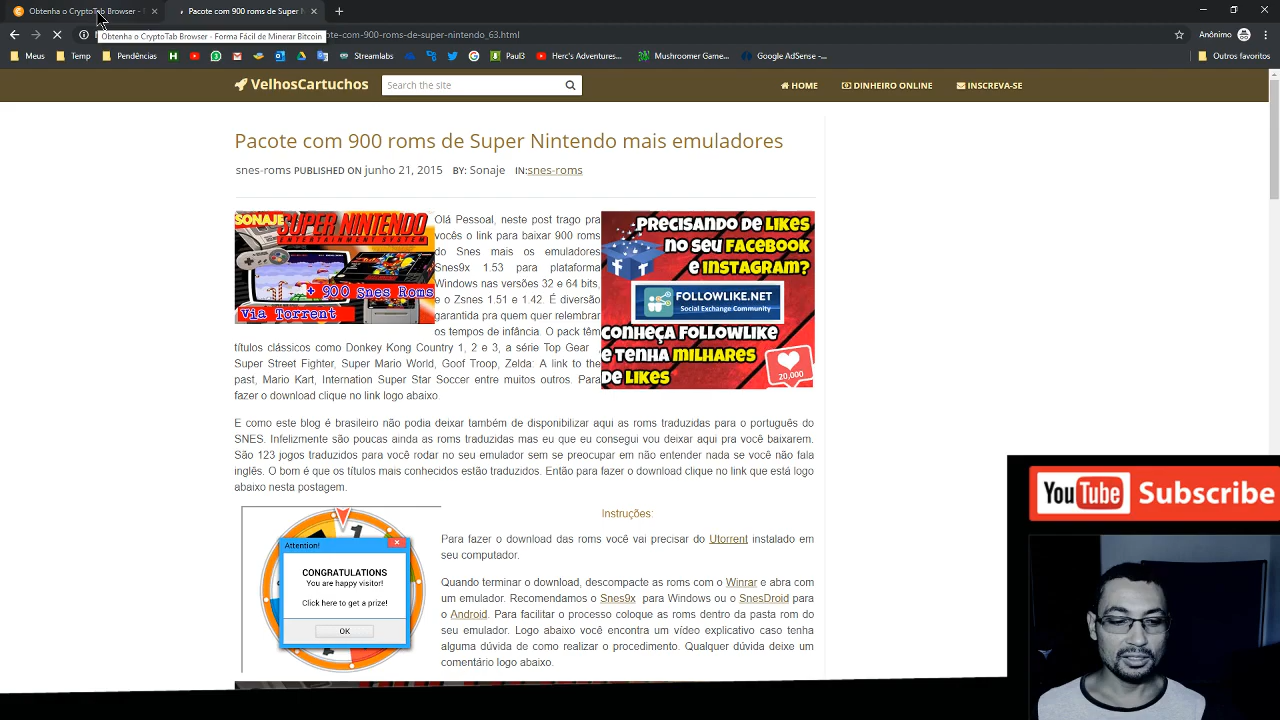 Obtenha o CryptoTab Browser -
Pacote com 900 roms de Super N
Obtenha o CryptoTab Browser - Forma Fácil de Minerar Bitcoin
te-com-900-roms-de-super-nintendo_63.html
Anônimo
Meus
Temp
Pendências
Streamlabs
Paul
Her's Adventures...
Mushroomer Game...
Google AdSense -...
Outros favoritos
VelhosCartuchos
Search the site
HOME
DINHEIRO ONLINE
INSCREVA-SE
Pacote com 900 roms de Super Nintendo mais emuladores
snes-roms PUBLISHED ON junho 21, 2015 BY: Sonaje IN:snes-roms
SONAJE
SUPER NINTENDO
ENTERTAINMENT SYSTEM
+ 900 Snes Roms
via Torrent
Olá Pessoal, neste post trago pra
vocês o link para baixar 900 roms
do Snes mais os emuladores
Snes9x 1.53 para plataforma
Windows nas versões 32 e 64 bits,
e o Zsnes 1.51 e 1.42. É diversão
garantida pra quem quer relembrar
os tempos de infância. O pack têm
títulos clássicos como Donkey Kong Country 1, 2 e 3, a série Top Gear
Super Street Fighter, Super Mario World, Goof Troop, Zelda: A link to the
past, Mario Kart, Internation Super Star Soccer entre muitos outros. Para
fazer o download clique no link logo abaixo.
PRECISANDO DE LIKES
NO SEU FACEBOOK
E INSTAGRAM?
FOLLOWLIKE.NET
Social Exchange Community
CONHEÇA FOLLOWLIKE
E TENHA MILHARES
DE LIKES
20,000
E como este blog é brasileiro não podia deixar também de disponibilizar aqui as roms traduzidas para o português do
SNES. Infelizmente são poucas ainda as roms traduzidas mas eu que eu consegui vou deixar aqui pra você baixarem.
São 123 jogos traduzidos para você rodar no seu emulador sem se preocupar em não entender nada se você não fala
inglês. O bom é que os títulos mais conhecidos estão traduzidos. Então para fazer o download clique no link que está logo
abaixo nesta postagem.
Attention!
CONGRATULATIONS
You are happy visitor!
Click here to get a prize!
OK
Instruções:
Para fazer o download das roms você vai precisar do Utorrent instalado em
seu computador.
Quando terminar o download, descompacte as roms com o Winrar e abra com
um emulador. Recomendamos o Snes9x para Windows ou o SnesDroid para
o Android. Para facilitar o processo coloque as roms dentro da pasta rom do
seu emulador. Logo abaixo você encontra um vídeo explicativo caso tenha
alguma dúvida de como realizar o procedimento. Qualquer dúvida deixe um
comentário logo abaixo.
YouTube Subscribe